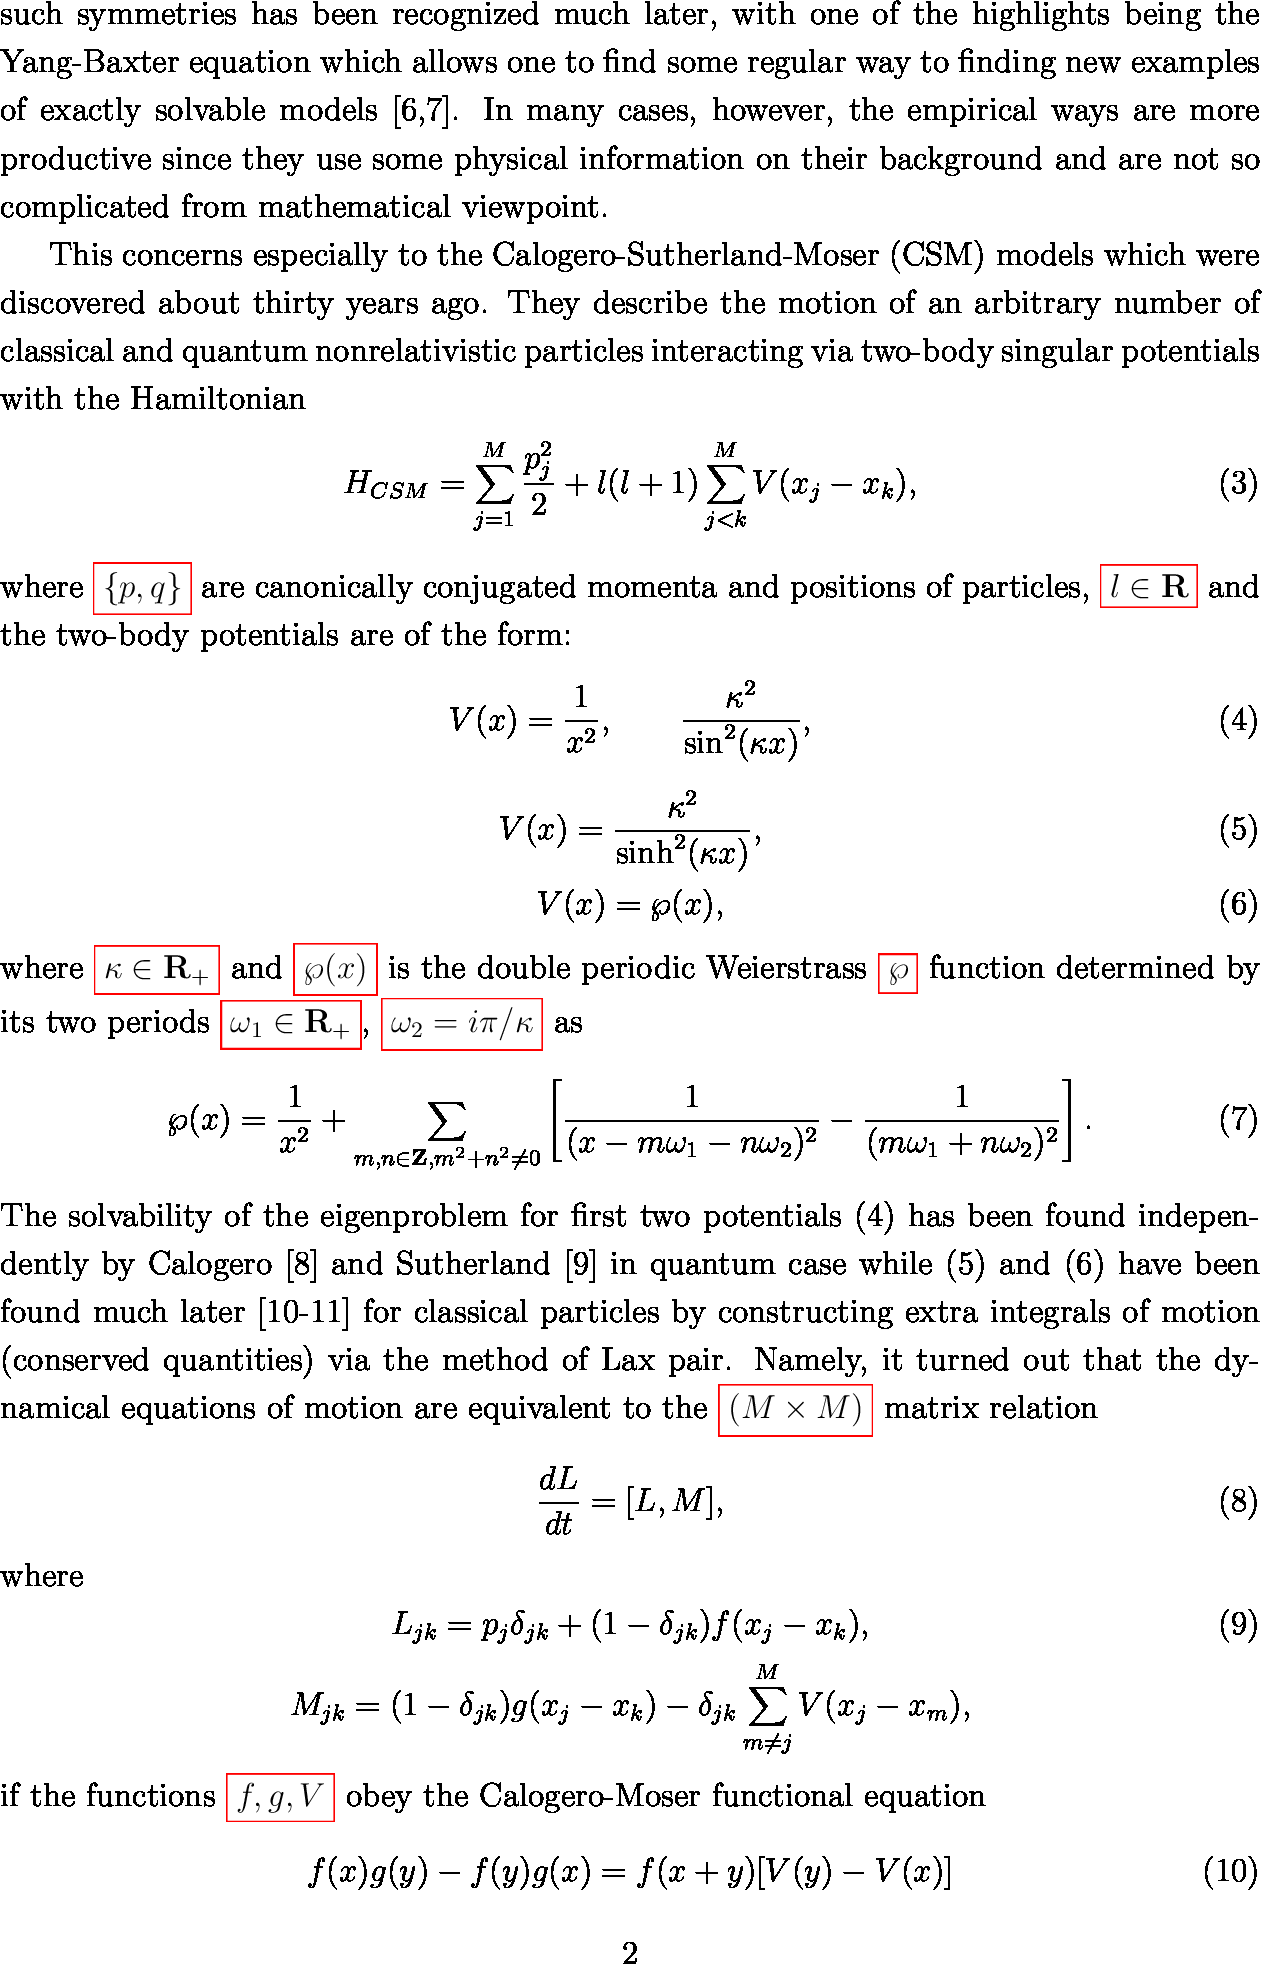 such symmetries has been recognized much later, with one of the highlights being the
Yang-Baxter equation which allows one to find some regular way to finding new examples
of exactly solvable models [6,7]. In many cases, however, the empirical ways are more
productive since they use some physical information on their background and are not so
complicated from mathematical viewpoint.
This concerns especially to the Calogero-Sutherland-Moser (CSM) models which were
discovered about thirty years ago. They describe the motion of an arbitrary number of
classical and quantum nonrelativistic particles interacting via two-body singular potentials
with the Hamiltonian
$$H_{CSM} = \sum_{j=1}^{M} \frac{p_j^2}{2} + l(l+1) \sum_{j<k}^{M} V(x_j - x_k),$$ (3)
where $\{p, q\}$ are canonically conjugated momenta and positions of particles, $l \in \mathbf{R}$ and
the two-body potentials are of the form:
$$V(x) = \frac{1}{x^2}, \qquad \frac{\kappa^2}{\sin^2(\kappa x)},$$ (4)
$$V(x) = \frac{\kappa^2}{\sinh^2(\kappa x)},$$ (5)
$$V(x) = \wp(x),$$ (6)
where $\kappa \in \mathbf{R}_+$ and $\wp(x)$ is the double periodic Weierstrass $\wp$ function determined by
its two periods $\omega_1 \in \mathbf{R}_+$, $\omega_2 = i\pi/\kappa$ as
$$\wp(x) = \frac{1}{x^2} + \sum_{m,n \in \mathbf{Z}, m^2+n^2 \neq 0} \left[ \frac{1}{(x - m\omega_1 - n\omega_2)^2} - \frac{1}{(m\omega_1 + n\omega_2)^2} \right].$$ (7)
The solvability of the eigenproblem for first two potentials (4) has been found indepen-
dently by Calogero [8] and Sutherland [9] in quantum case while (5) and (6) have been
found much later [10-11] for classical particles by constructing extra integrals of motion
(conserved quantities) via the method of Lax pair. Namely, it turned out that the dy-
namical equations of motion are equivalent to the $(M \times M)$ matrix relation
$$\frac{dL}{dt} = [L, M],$$ (8)
where
$$L_{jk} = p_j \delta_{jk} + (1 - \delta_{jk}) f(x_j - x_k),$$ (9)
$$M_{jk} = (1 - \delta_{jk}) g(x_j - x_k) - \delta_{jk} \sum_{m \neq j}^{M} V(x_j - x_m),$$
if the functions $f, g, V$ obey the Calogero-Moser functional equation
$$f(x)g(y) - f(y)g(x) = f(x+y)[V(y) - V(x)]$$ (10)
2